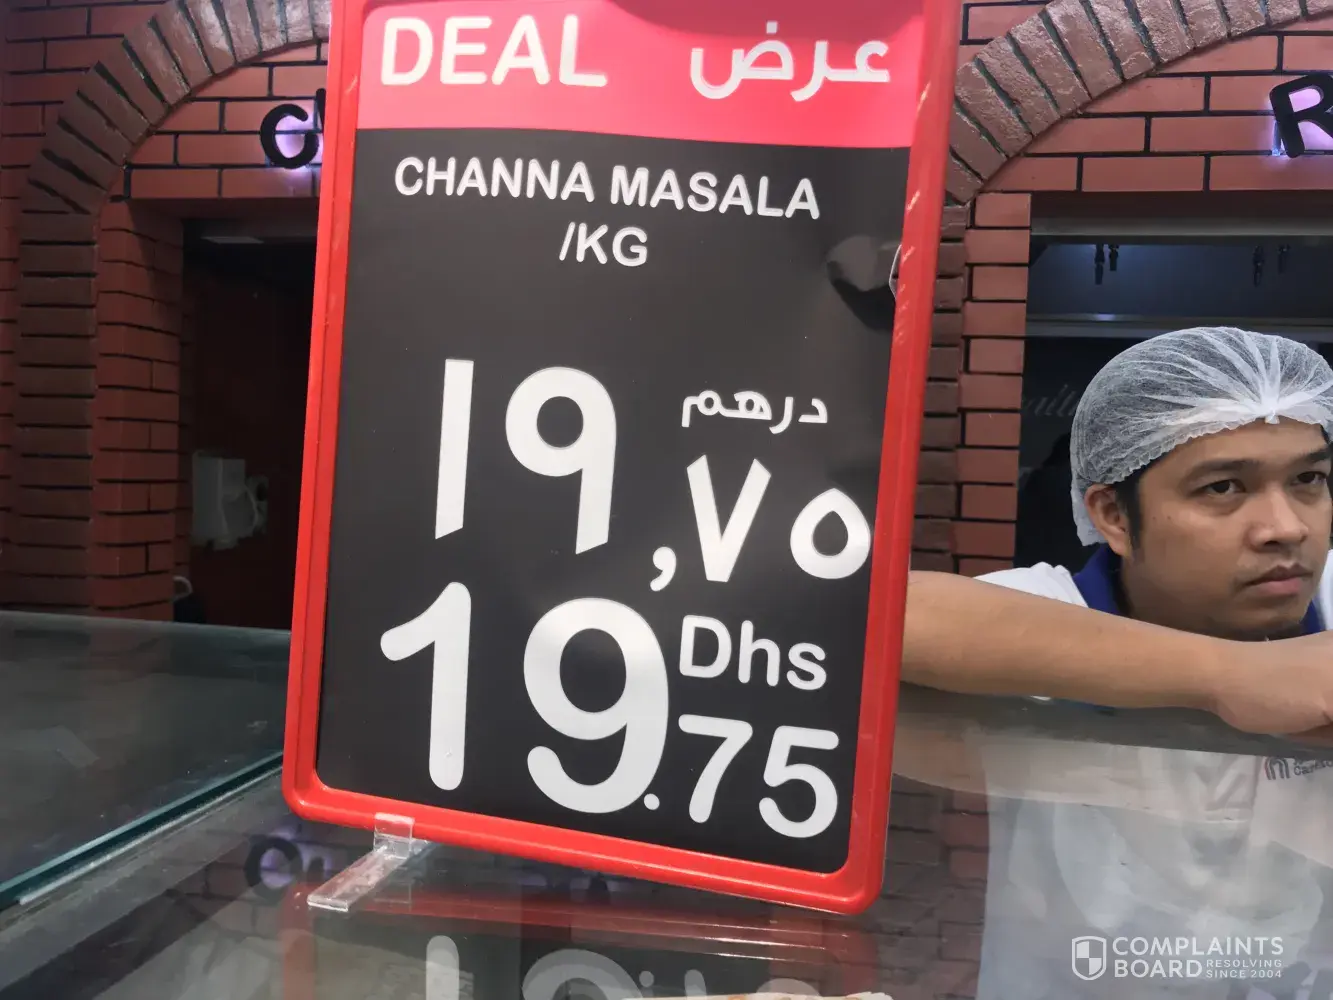 DEAL عرض
CHANNA MASALA
/KG
درهم
١٩,٧٥
Dhs
19.75
R
COMPLAINTS
BOARD RESOLVING
SINCE 2004